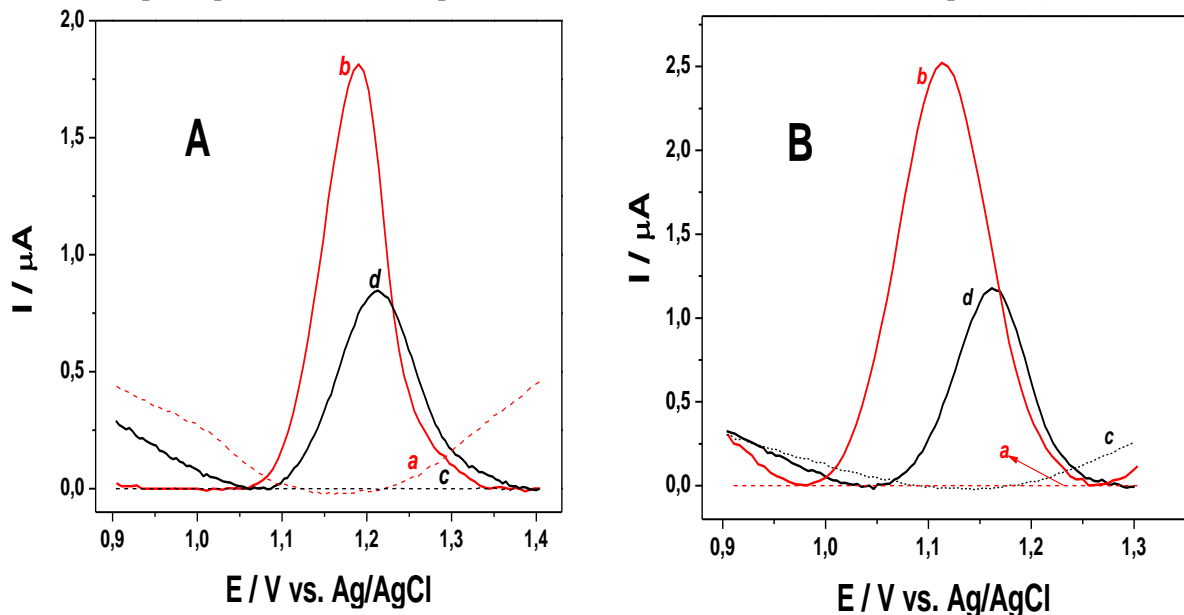 A
b
d
a
c
2,0
1,5
1,0
0,5
0,0
I / μA
0,9 1,0 1,1 1,2 1,3 1,4
E / V vs. Ag/AgCl
B
b
d
c
a
2,5
2,0
1,5
1,0
0,5
0,0
I / μA
0,9 1,0 1,1 1,2 1,3
E / V vs. Ag/AgCl